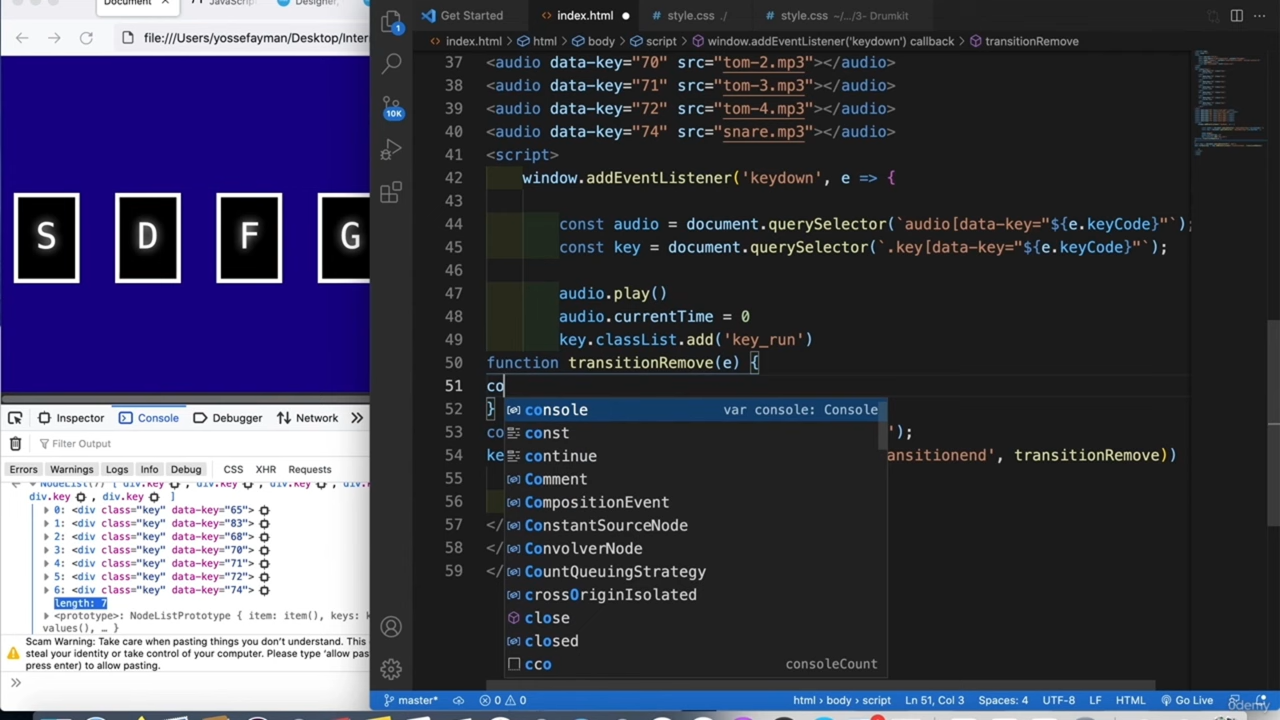 Document
JavaScript
Designer,
file:///Users/yossefayman/Desktop/Inter
S D F G
Inspector Console Debugger Network
Filter Output
Errors Warnings Logs Info Debug CSS XHR Requests
div.key , div.key ]
0: <div class="key" data-key="65">
1: <div class="key" data-key="83">
2: <div class="key" data-key="68">
3: <div class="key" data-key="70">
4: <div class="key" data-key="71">
5: <div class="key" data-key="72">
6: <div class="key" data-key="74">
length: 7
<prototype>: NodeListPrototype { item: item(), keys: k
values(), … }
Scam Warning: Take care when pasting things you don't understand. This
steal your identity or take control of your computer. Please type 'allow pas
press enter) to allow pasting.
Get Started index.html style.css ./ style.css ~/.../3- Drumkit
index.html > html > body > script > window.addEventListener('keydown') callback > transitionRemove
37 <audio data-key="70" src="tom-2.mp3"></audio>
38 <audio data-key="71" src="tom-3.mp3"></audio>
39 <audio data-key="72" src="tom-4.mp3"></audio>
40 <audio data-key="74" src="snare.mp3"></audio>
41 <script>
42 window.addEventListener('keydown', e => {
43
44 const audio = document.querySelector(`audio[data-key="${e.keyCode}"`);
45 const key = document.querySelector(`.key[data-key="${e.keyCode}"`);
46
47 audio.play()
48 audio.currentTime = 0
49 key.classList.add('key_run')
50 function transitionRemove(e) {
51 co
console var console: Console
52 }
const
53 co ');
continue
54 ke ansitionend', transitionRemove))
Comment
55
CompositionEvent
56
ConstantSourceNode
57 </
ConvolverNode
58 </
CountQueuingStrategy
59 </
crossOriginIsolated
close
closed
cco consoleCount
1
10K
master* 0 0 html > body > script Ln 51, Col 3 Spaces: 4 UTF-8 LF HTML Go Live
udemy